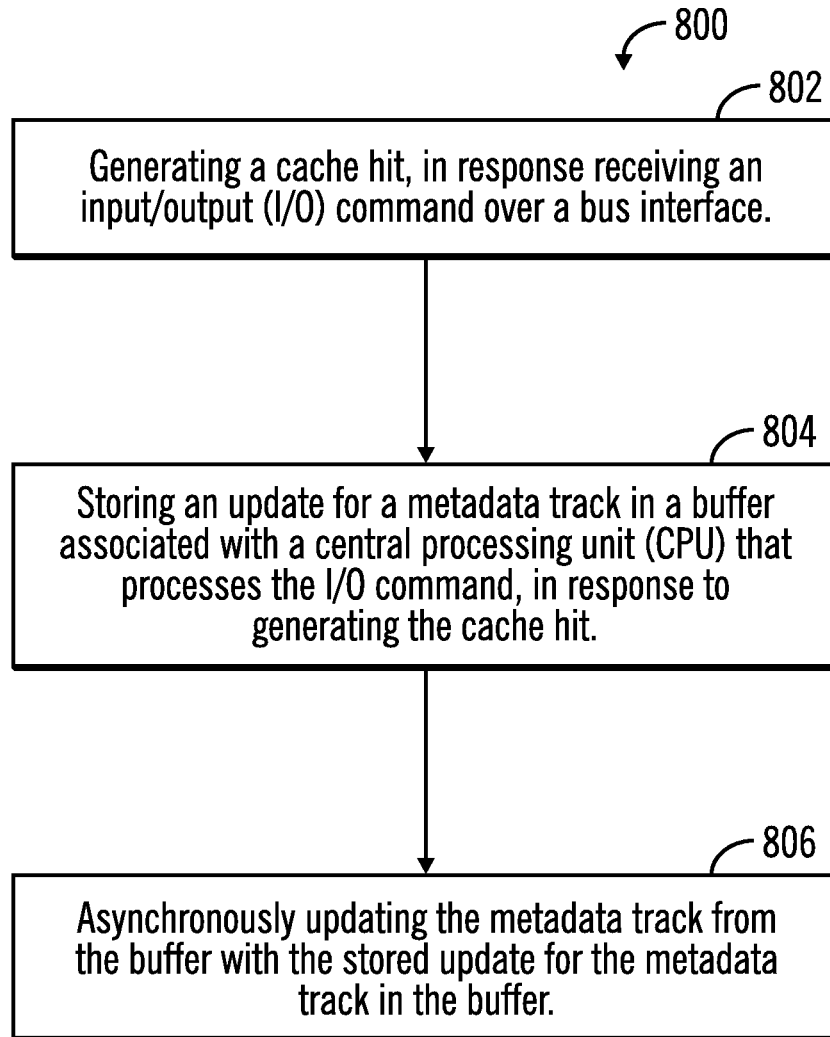 800
802
Generating a cache hit, in response receiving an
input/output (I/O) command over a bus interface.
804
Storing an update for a metadata track in a buffer
associated with a central processing unit (CPU) that
processes the I/O command, in response to
generating the cache hit.
806
Asynchronously updating the metadata track from
the buffer with the stored update for the metadata
track in the buffer.